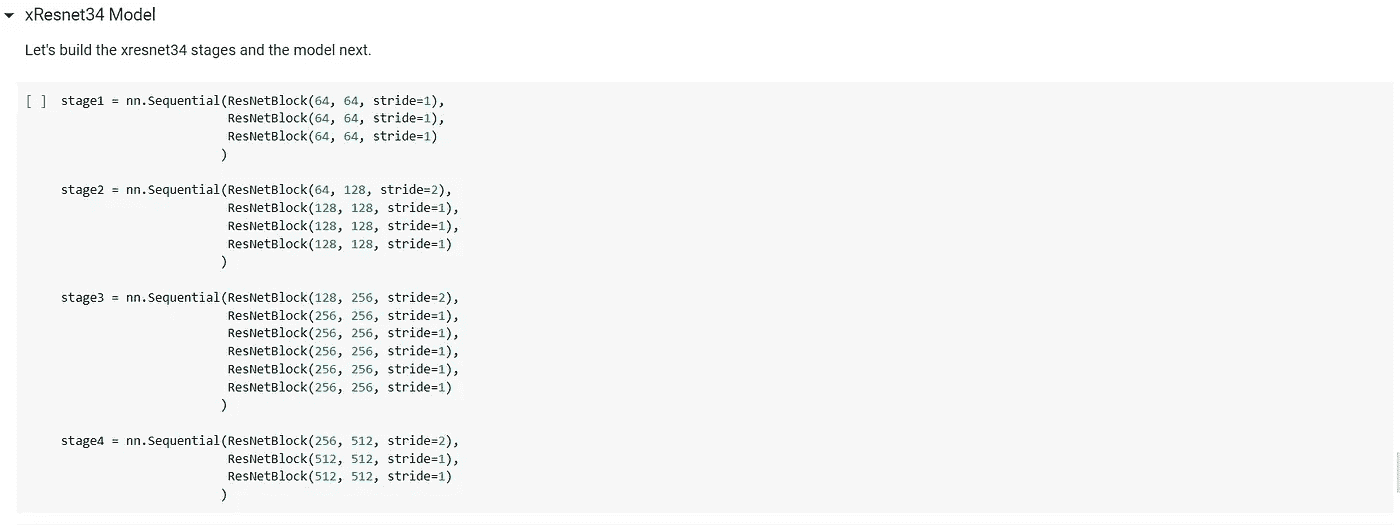 xResnet34 Model
Let's build the xresnet34 stages and the model next.
[ ] stage1 = nn.Sequential(ResNetBlock(64, 64, stride=1),
ResNetBlock(64, 64, stride=1),
ResNetBlock(64, 64, stride=1)
)
stage2 = nn.Sequential(ResNetBlock(64, 128, stride=2),
ResNetBlock(128, 128, stride=1),
ResNetBlock(128, 128, stride=1),
ResNetBlock(128, 128, stride=1)
)
stage3 = nn.Sequential(ResNetBlock(128, 256, stride=2),
ResNetBlock(256, 256, stride=1),
ResNetBlock(256, 256, stride=1),
ResNetBlock(256, 256, stride=1),
ResNetBlock(256, 256, stride=1),
ResNetBlock(256, 256, stride=1)
)
stage4 = nn.Sequential(ResNetBlock(256, 512, stride=2),
ResNetBlock(512, 512, stride=1),
ResNetBlock(512, 512, stride=1)
)